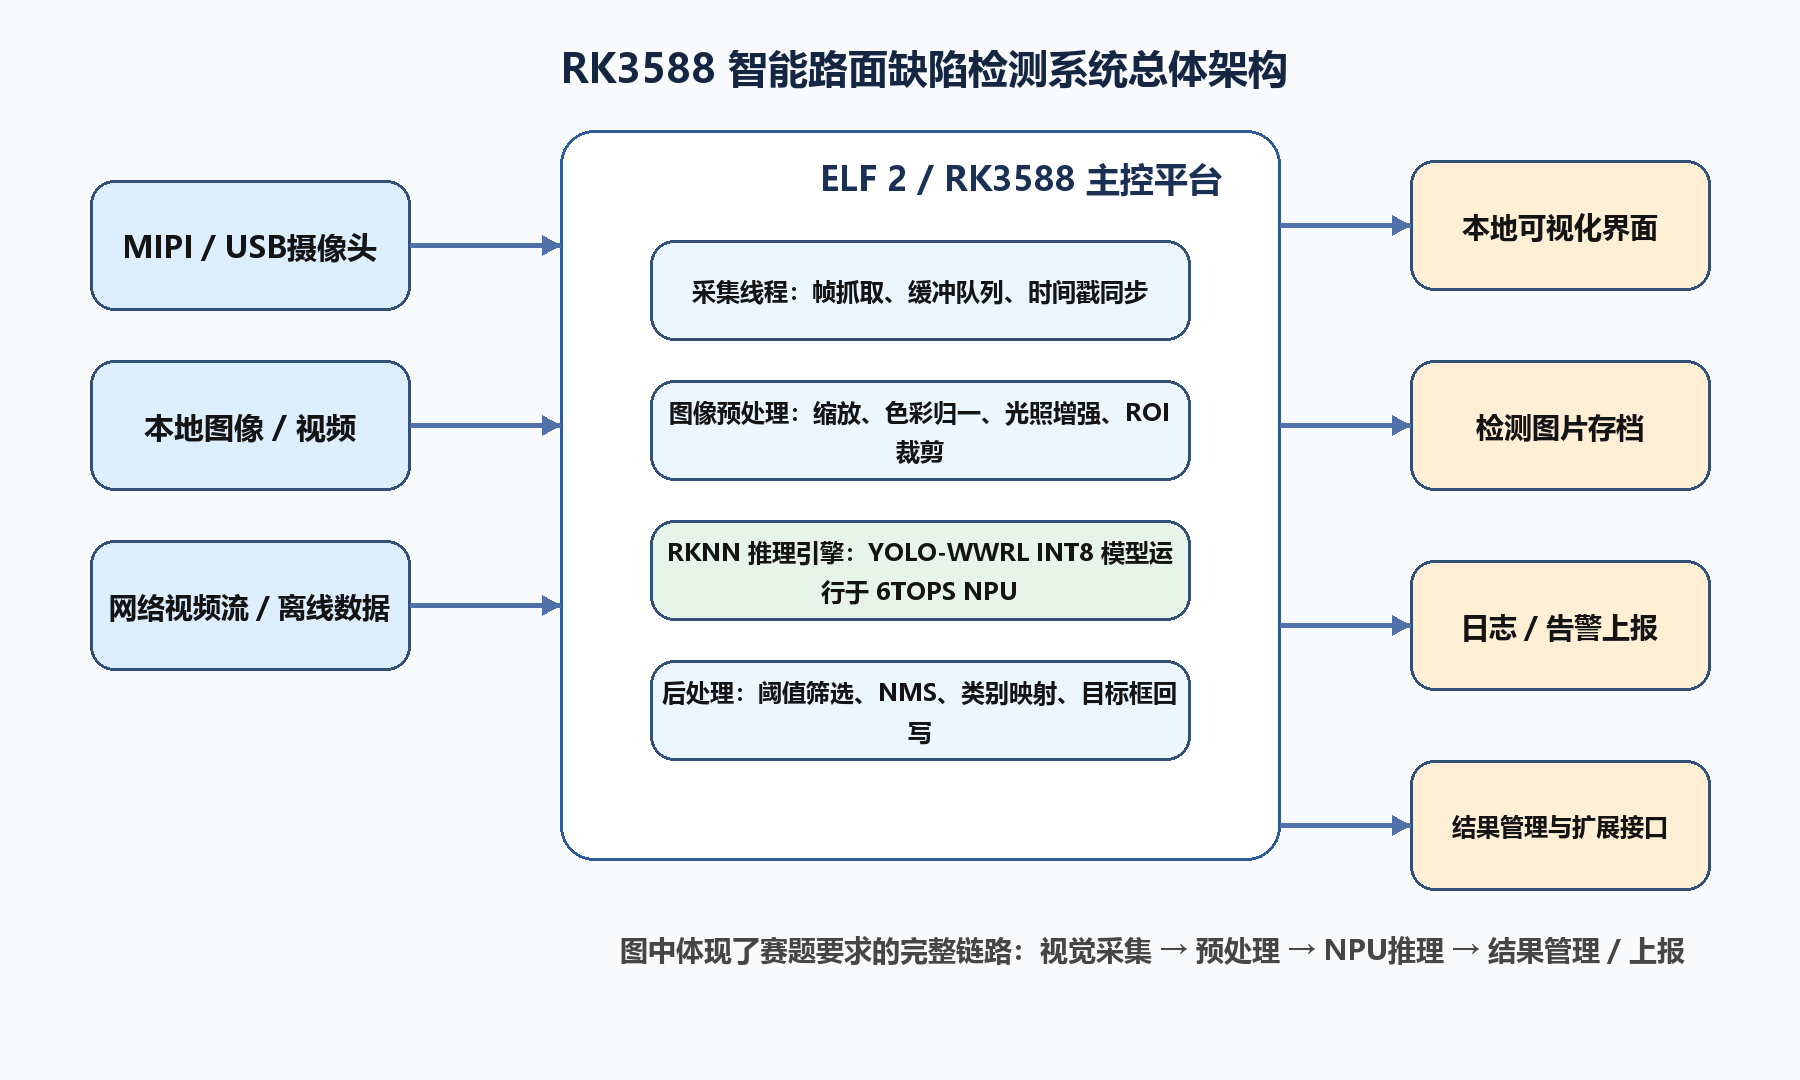 RK3588 智能路面缺陷检测系统总体架构
MIPI / USB摄像头
本地图像 / 视频
网络视频流 / 离线数据
ELF 2 / RK3588 主控平台
采集线程：帧抓取、缓冲队列、时间戳同步
图像预处理：缩放、色彩归一、光照增强、ROI
裁剪
RKNN 推理引擎：YOLO-WWRL INT8 模型运
行于 6TOPS NPU
后处理：阈值筛选、NMS、类别映射、目标框回
写
本地可视化界面
检测图片存档
日志 / 告警上报
结果管理与扩展接口
图中体现了赛题要求的完整链路：视觉采集 → 预处理 → NPU推理 → 结果管理 / 上报